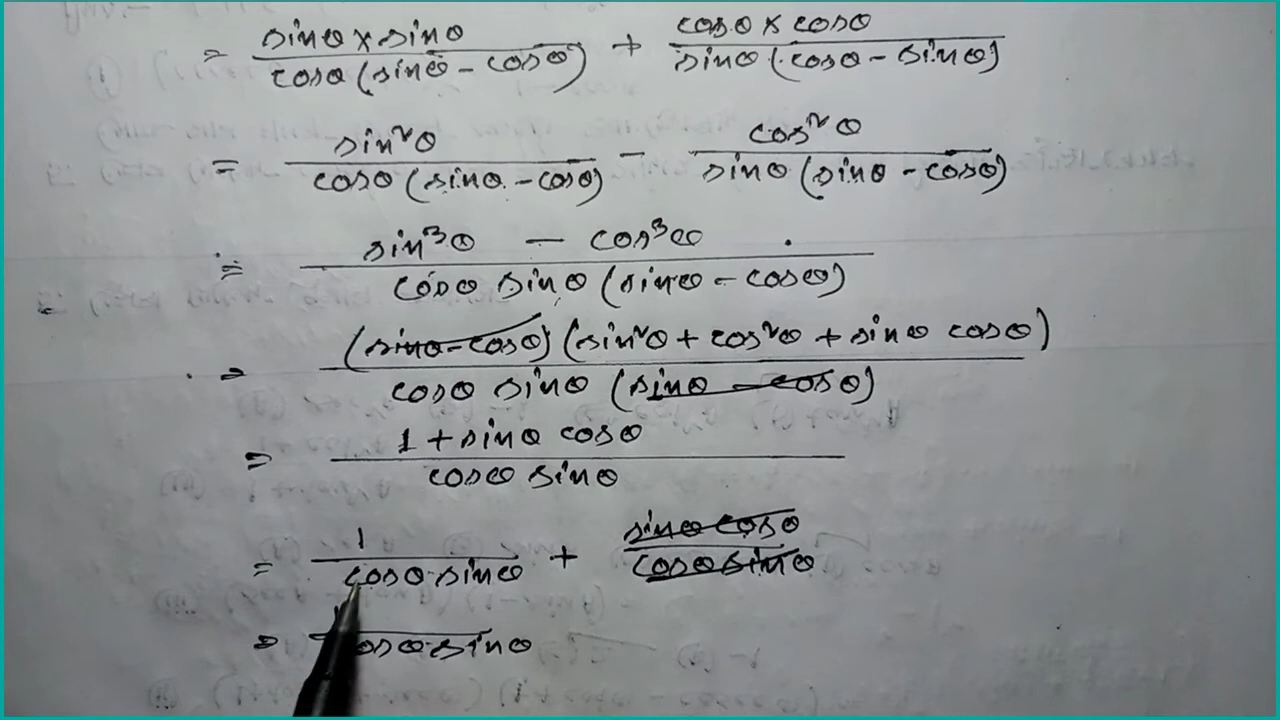 = sinθ × sinθ / cosθ (sinθ - cosθ) + cosθ × cosθ / sinθ (cosθ - sinθ)
= sin²θ / cosθ (sinθ - cosθ) - cos²θ / sinθ (sinθ - cosθ)
= sin³θ - cos³θ / cosθ sinθ (sinθ - cosθ)
= (sinθ - cosθ) (sin²θ + cos²θ + sinθ cosθ) / cosθ sinθ (sinθ - cosθ)
= 1 + sinθ cosθ / cosθ sinθ
= 1 / cosθ·sinθ + sinθ cosθ / cosθ sinθ
= / cosθ·sinθ